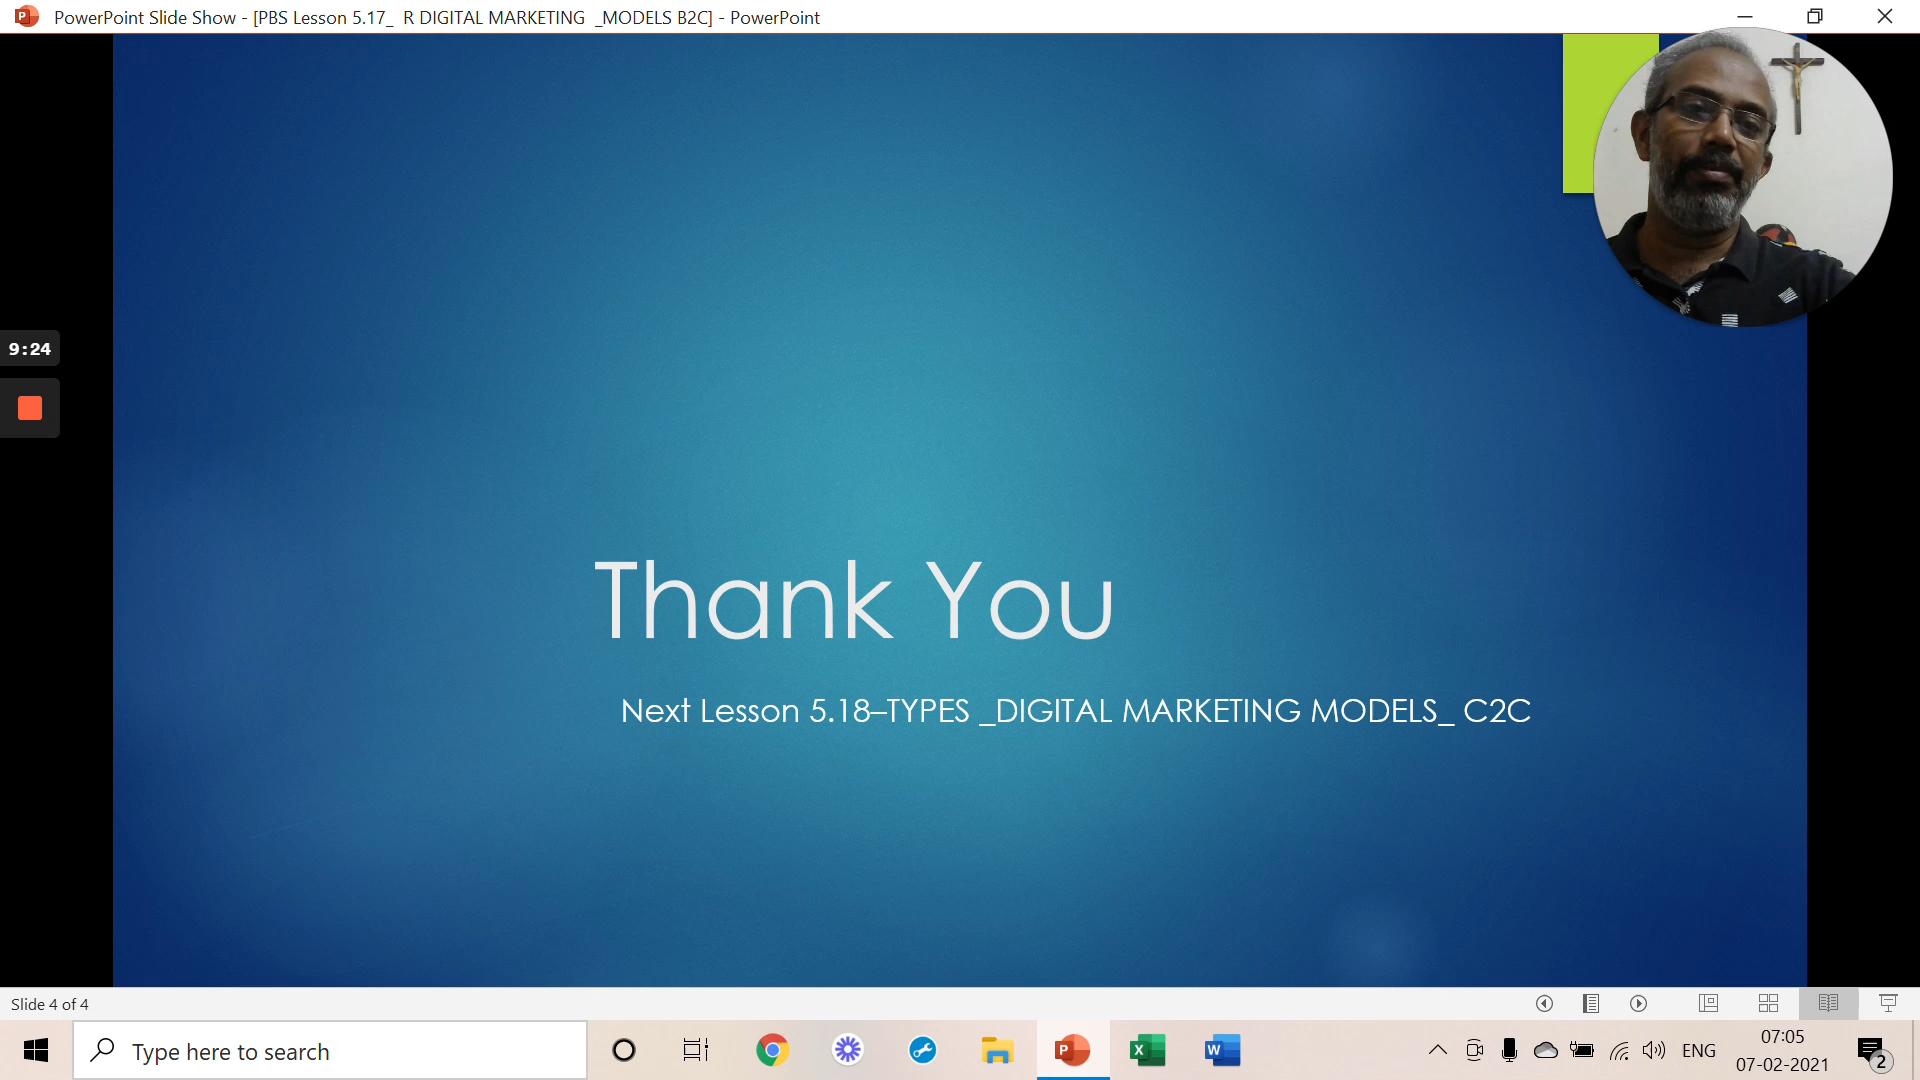 PowerPoint Slide Show - [PBS Lesson 5.17_  R DIGITAL MARKETING  _MODELS B2C] - PowerPoint
9:24
Thank You
Next Lesson 5.18–TYPES _DIGITAL MARKETING MODELS_ C2C
Slide 4 of 4
Type here to search
ENG
07:05
07-02-2021
2